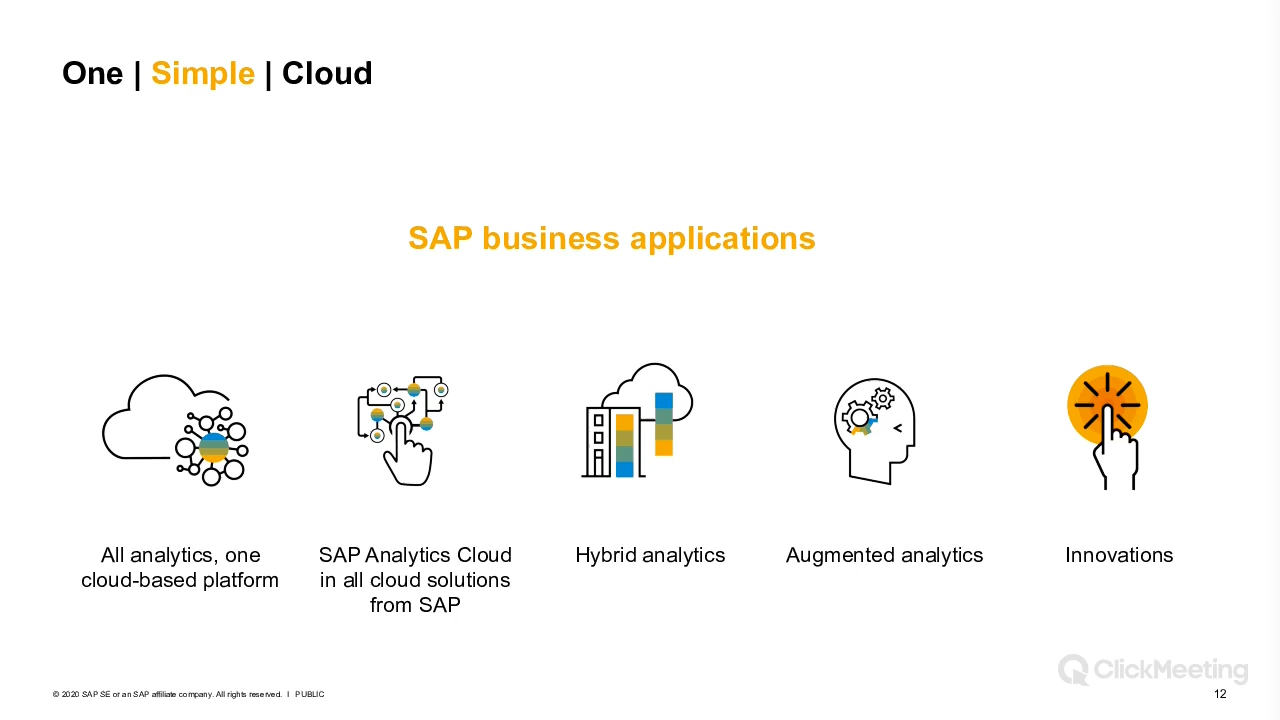 One | Simple | Cloud
SAP business applications
All analytics, one
cloud-based platform
SAP Analytics Cloud
in all cloud solutions
from SAP
Hybrid analytics
Augmented analytics
Innovations
ClickMeeting
© 2020 SAP SE or an SAP affiliate company. All rights reserved. I PUBLIC
12